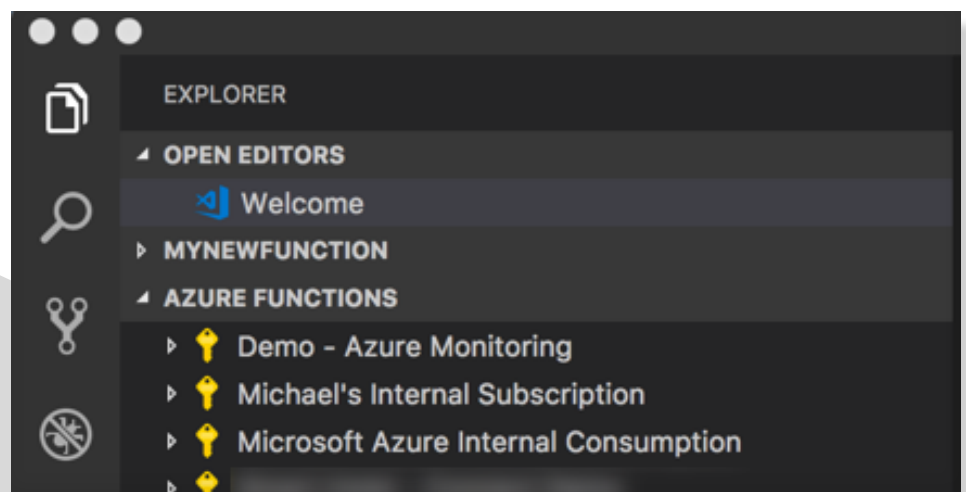 EXPLORER
OPEN EDITORS
Welcome
MYNEWFUNCTION
AZURE FUNCTIONS
Demo - Azure Monitoring
Michael's Internal Subscription
Microsoft Azure Internal Consumption